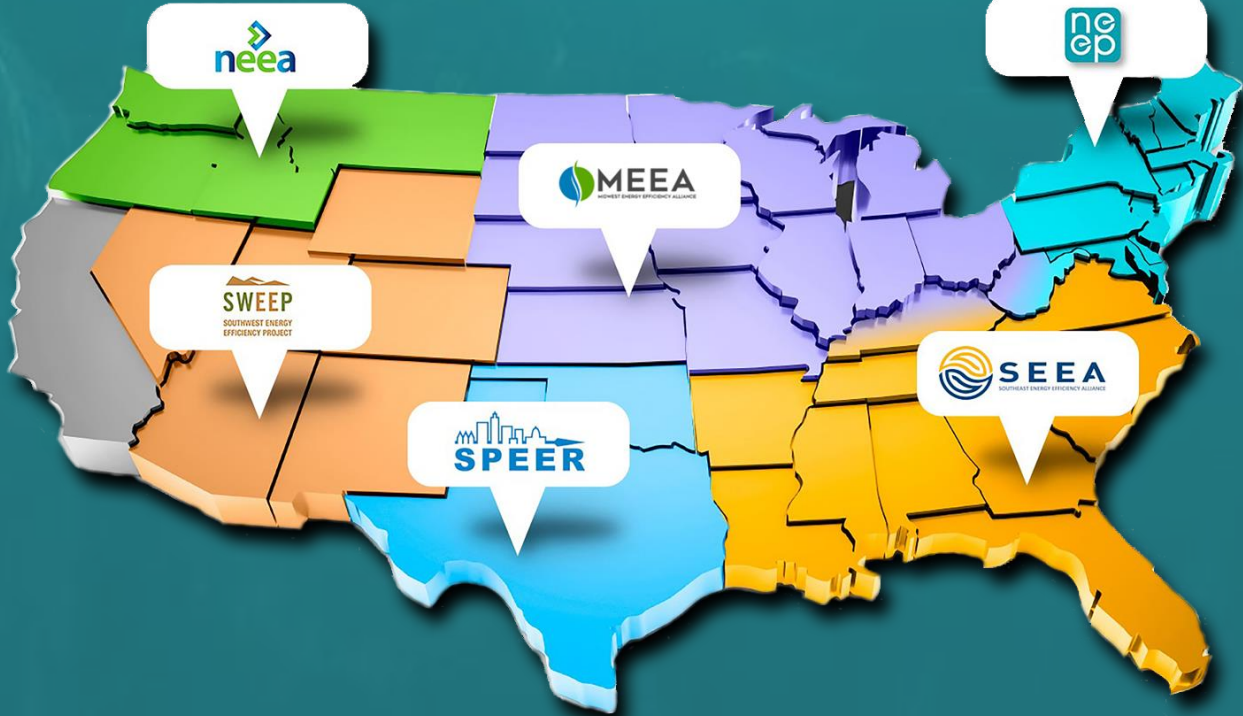 neea
ne
ep
MEEA
MIDWEST ENERGY EFFICIENCY ALLIANCE
SWEEP
SOUTHWEST ENERGY
EFFICIENCY PROJECT
SEEA
SOUTHEAST ENERGY EFFICIENCY ALLIANCE
SPEER